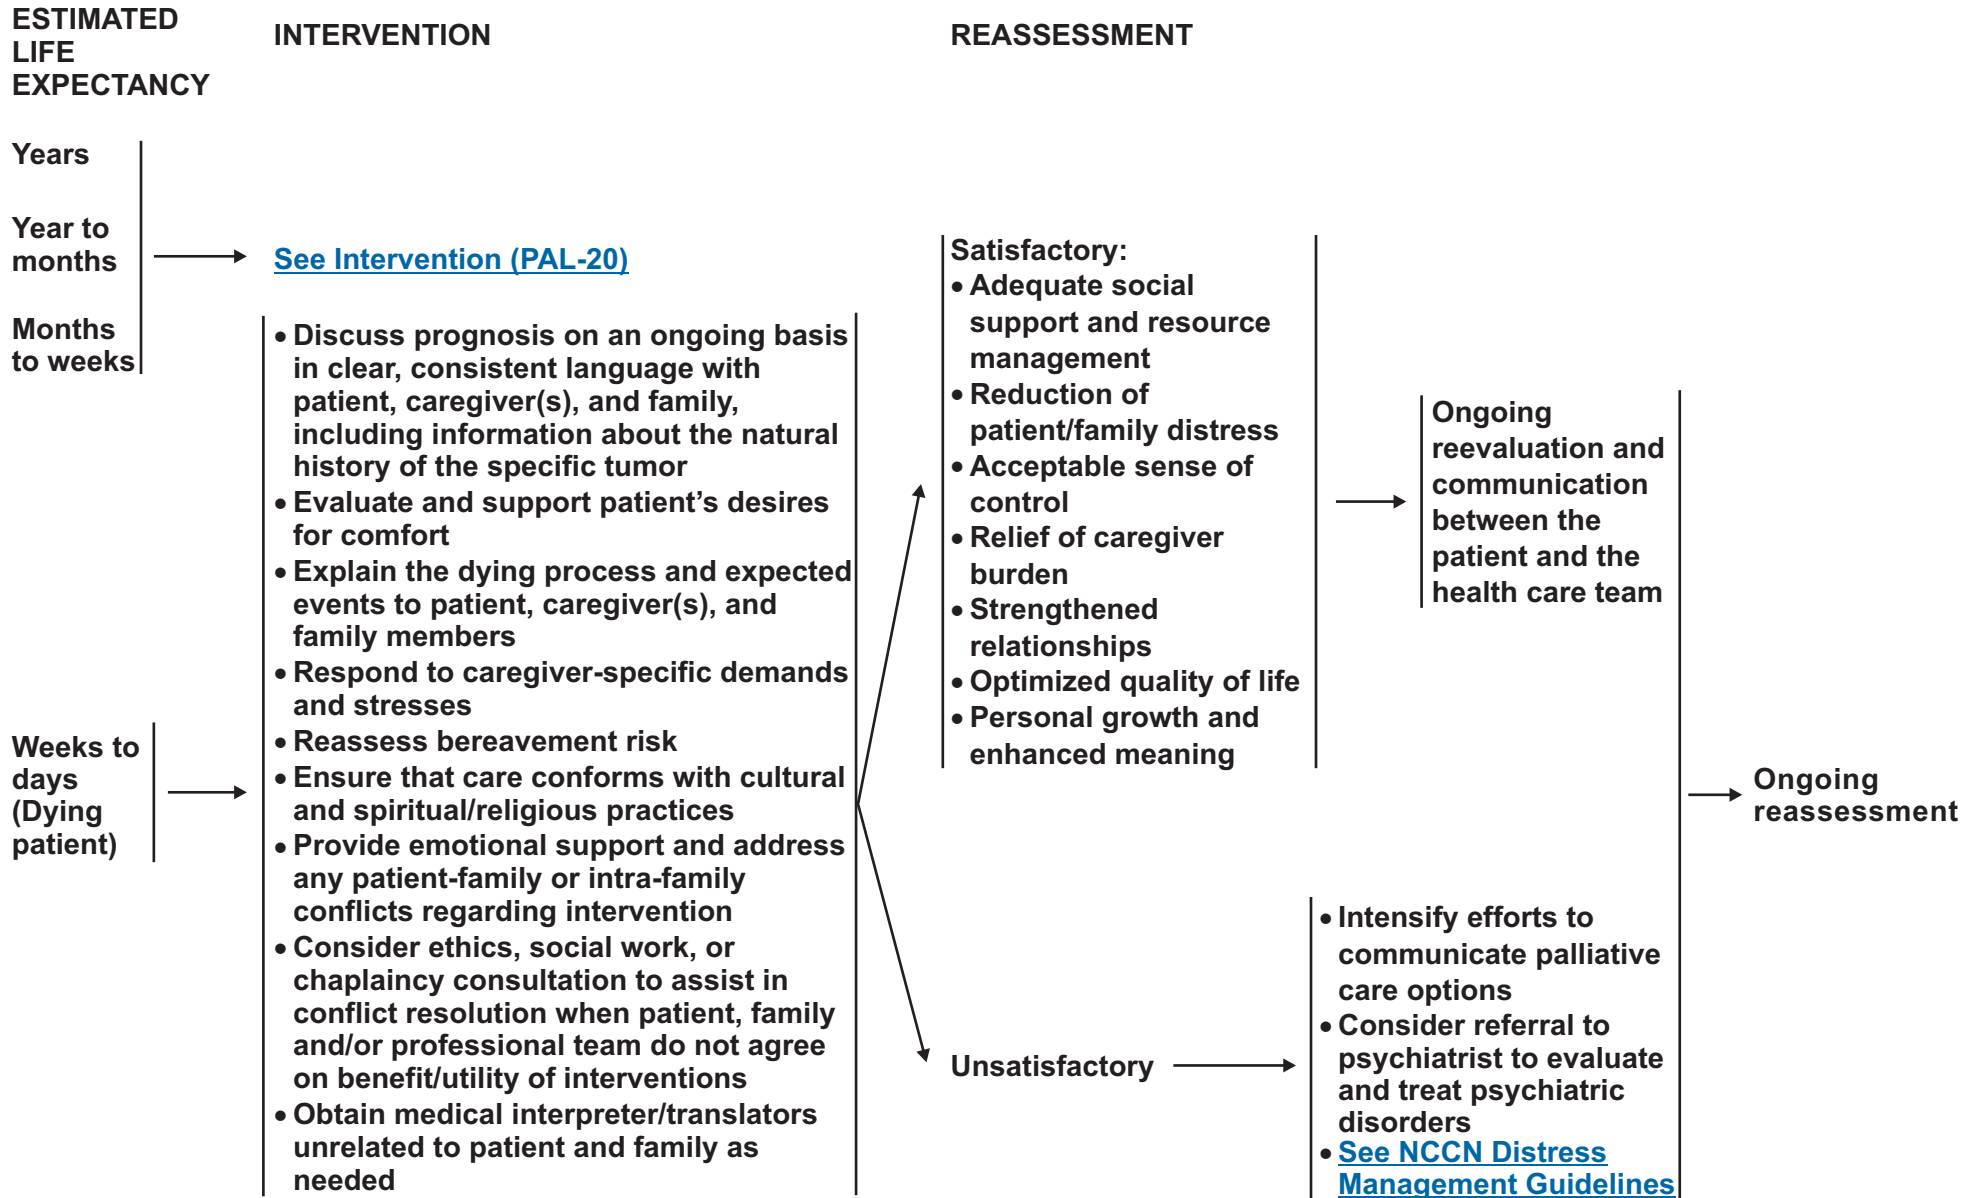 ESTIMATED
LIFE
EXPECTANCY
INTERVENTION
REASSESSMENT
Years
Year to
months
Months
to weeks
See Intervention (PAL-20)
Weeks to
days
(Dying
patient)
• Discuss prognosis on an ongoing basis
in clear, consistent language with
patient, caregiver(s), and family,
including information about the natural
history of the specific tumor
• Evaluate and support patient’s desires
for comfort
• Explain the dying process and expected
events to patient, caregiver(s), and
family members
• Respond to caregiver-specific demands
and stresses
• Reassess bereavement risk
• Ensure that care conforms with cultural
and spiritual/religious practices
• Provide emotional support and address
any patient-family or intra-family
conflicts regarding intervention
• Consider ethics, social work, or
chaplaincy consultation to assist in
conflict resolution when patient, family
and/or professional team do not agree
on benefit/utility of interventions
• Obtain medical interpreter/translators
unrelated to patient and family as
needed
Satisfactory:
• Adequate social
support and resource
management
• Reduction of
patient/family distress
• Acceptable sense of
control
• Relief of caregiver
burden
• Strengthened
relationships
• Optimized quality of life
• Personal growth and
enhanced meaning
Ongoing
reevaluation and
communication
between the
patient and the
health care team
Unsatisfactory
• Intensify efforts to
communicate palliative
care options
• Consider referral to
psychiatrist to evaluate
and treat psychiatric
disorders
• See NCCN Distress
Management Guidelines
Ongoing
reassessment